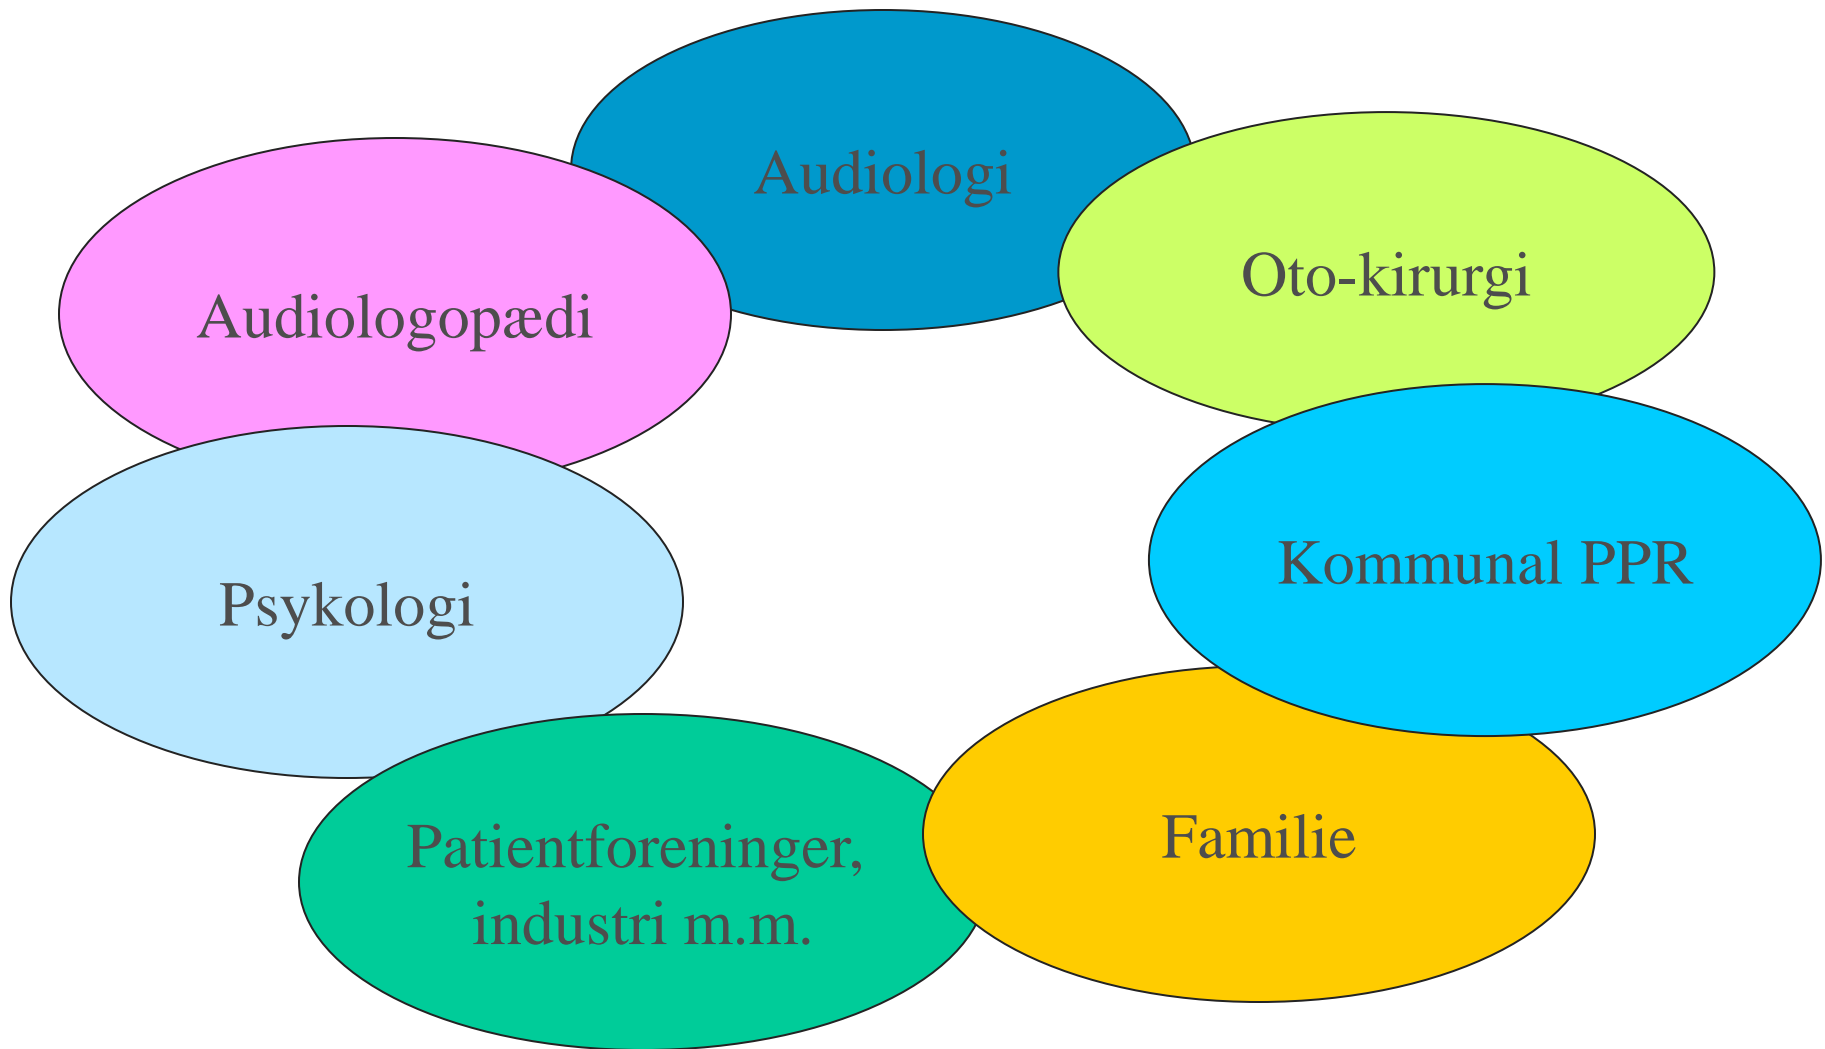 Audiologi
Oto-kirurgi
Audiologopædi
Kommunal PPR
Psykologi
Familie
Patientforeninger,
industri m.m.